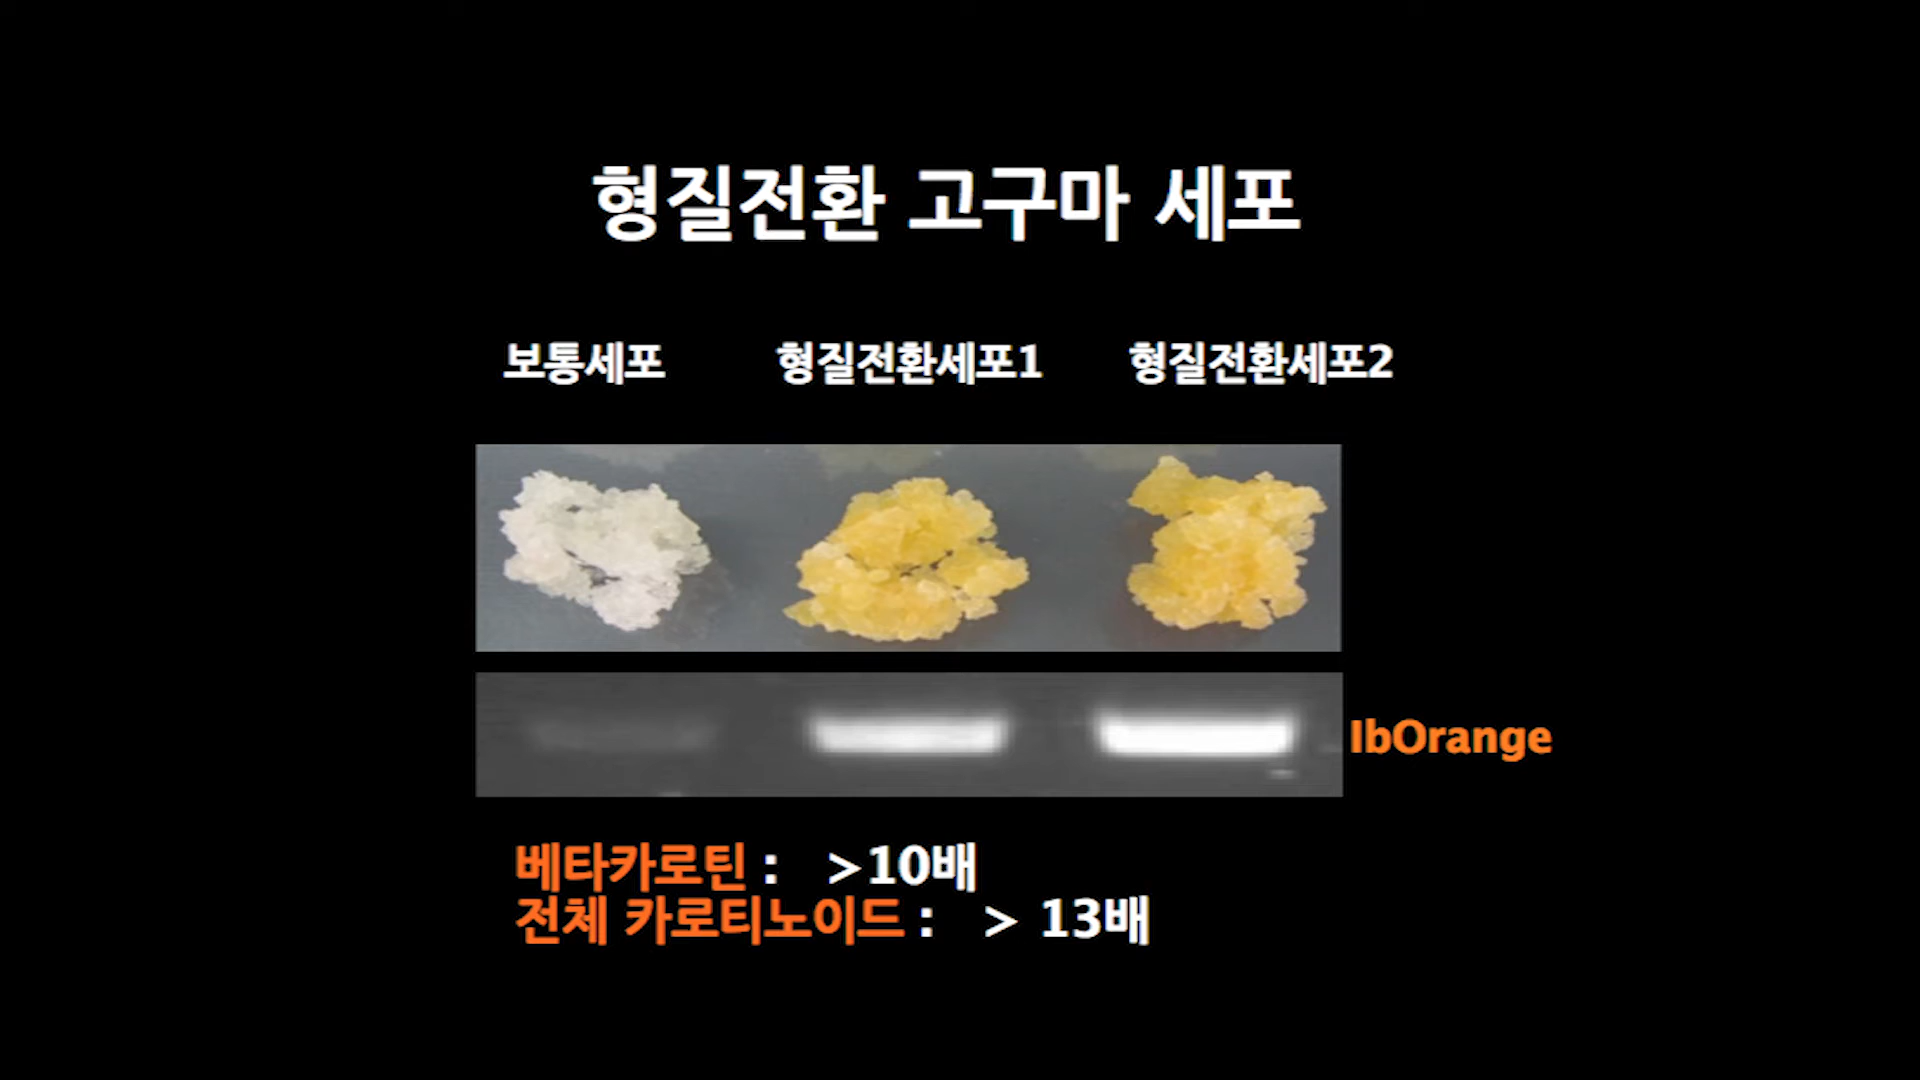 형질전환 고구마 세포
보통세포 형질전환세포1 형질전환세포2
IbOrange
베타카로틴 : >10배
전체 카로티노이드 : > 13배